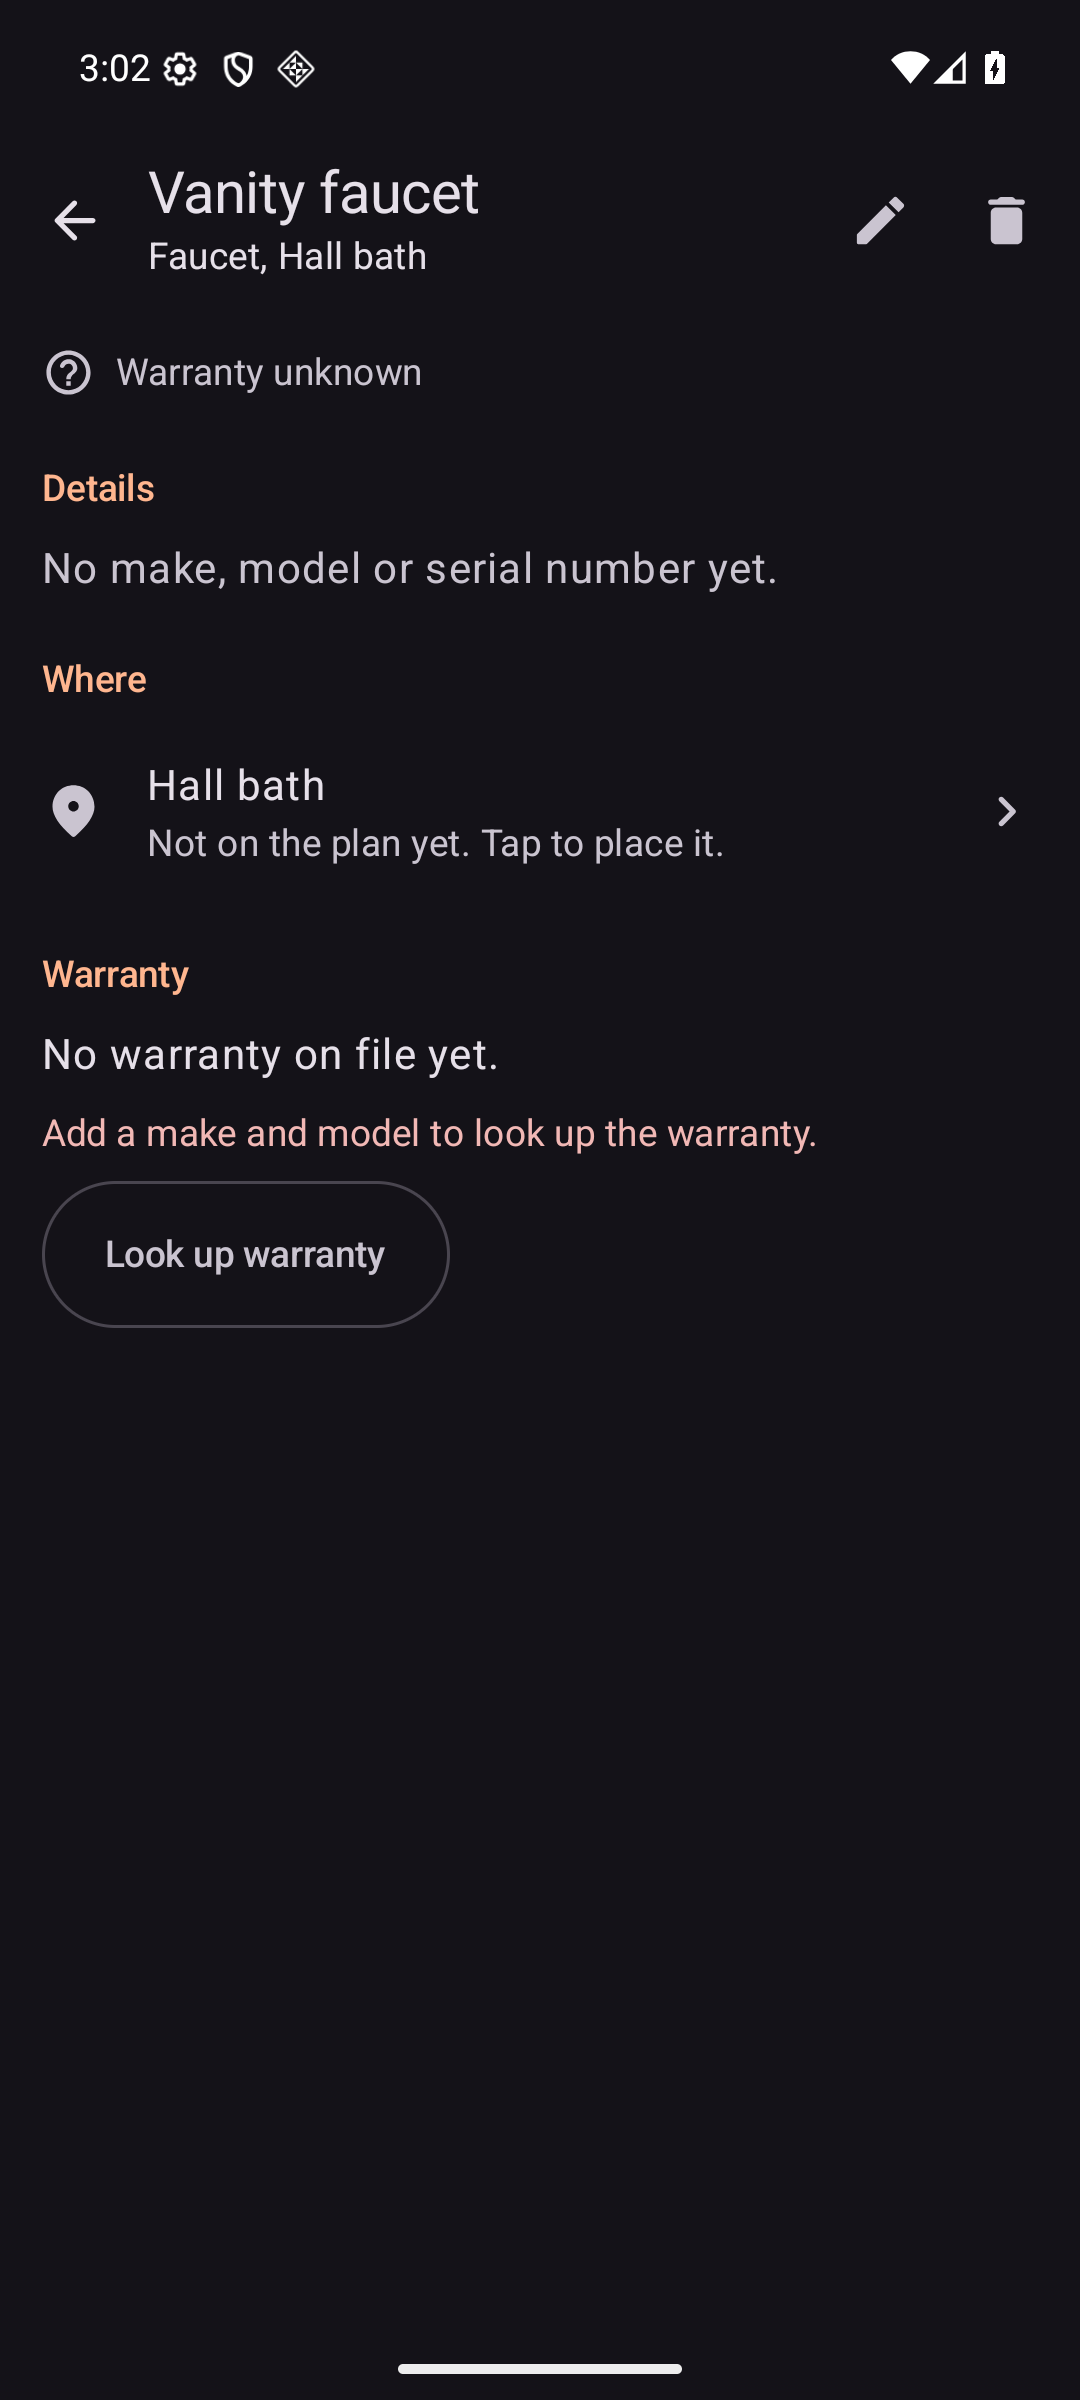 3:02
Vanity faucet
Faucet, Hall bath
Warranty unknown
Details
No make, model or serial number yet.
Where
Hall bath
Not on the plan yet. Tap to place it.
Warranty
No warranty on file yet.
Add a make and model to look up the warranty.
Look up warranty